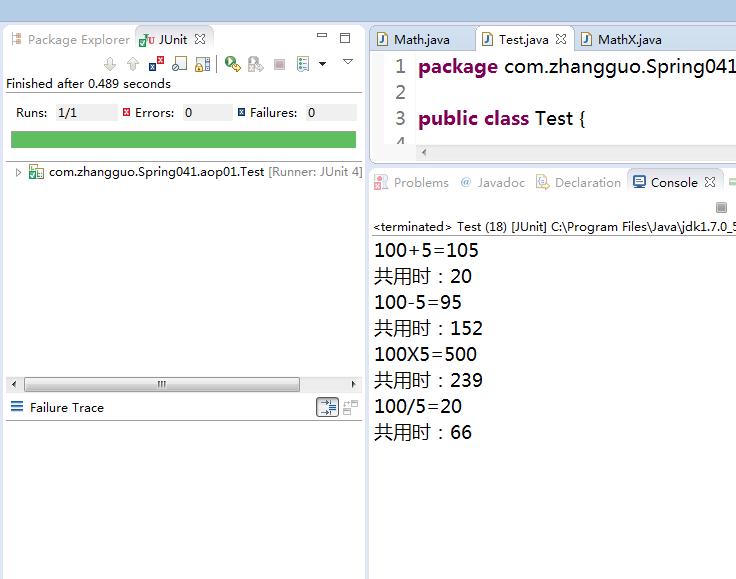 Package Explorer
JUnit
Finished after 0.489 seconds
Runs: 1/1
Errors: 0
Failures: 0
com.zhangguo.Spring041.aop01.Test [Runner: JUnit 4]
Failure Trace
Math.java
Test.java
MathX.java
1 package com.zhangguo.Spring041
2
3 public class Test {
Problems
Javadoc
Declaration
Console
<terminated> Test (18) [JUnit] C:\Program Files\Java\jdk1.7.0_5
100+5=105
共用时：20
100-5=95
共用时：152
100X5=500
共用时：239
100/5=20
共用时：66